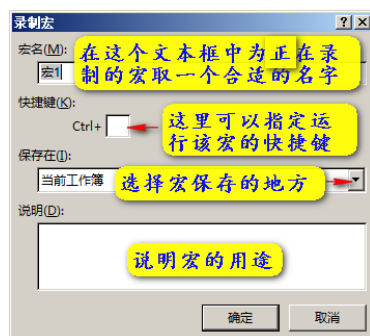 录制宏
宏名(M):
在这个文本框中为正在录
制的宏取一个合适的名字
宏1
快捷键(K):
Ctrl+
这里可以指定运
行该宏的快捷键
保存在(I):
当前工作簿
选择宏保存的地方
说明(D):
说明宏的用途
确定 取消